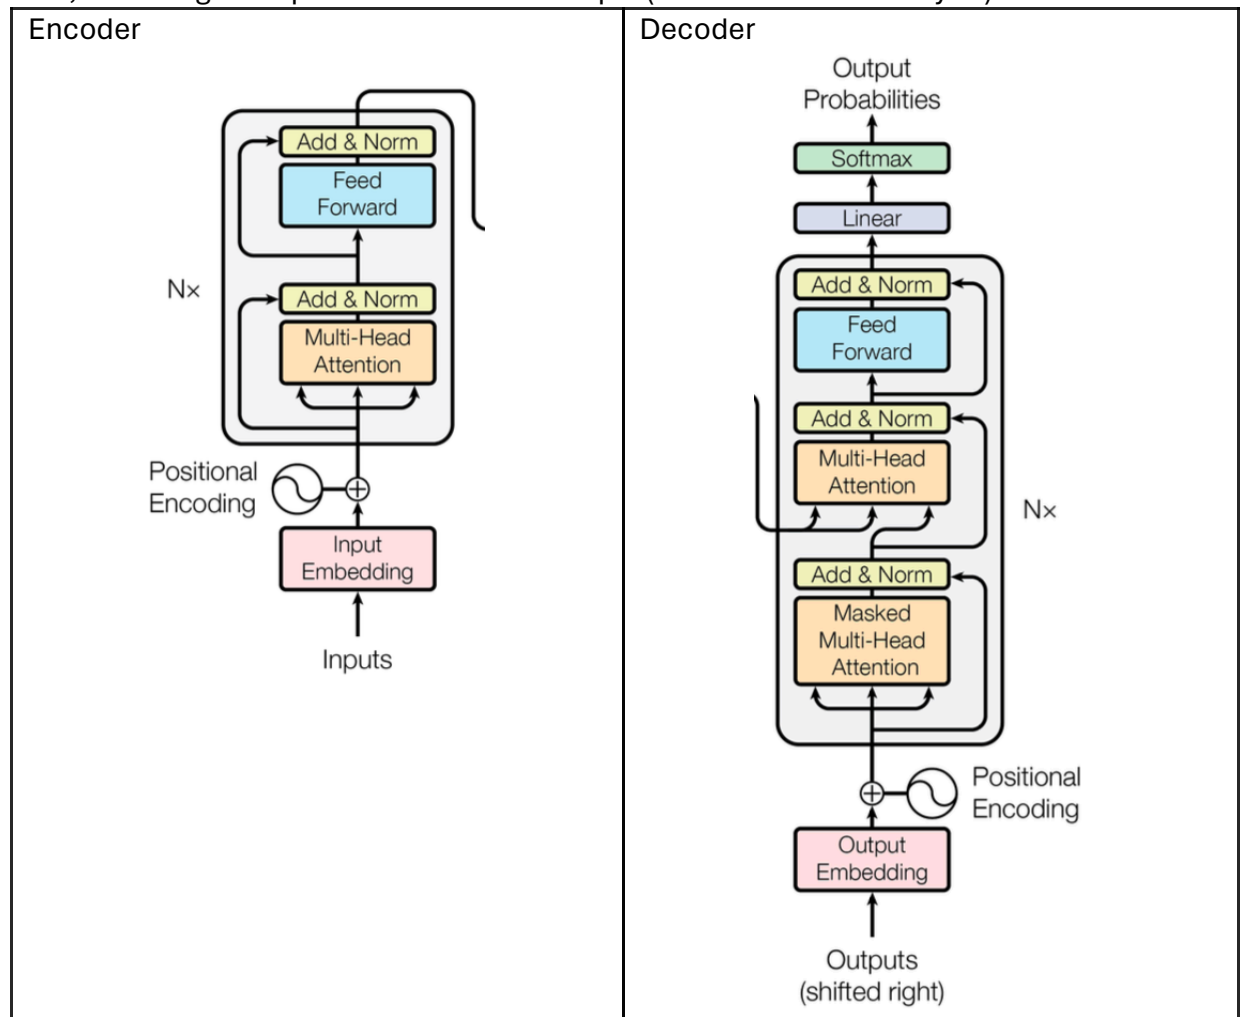 Encoder
Add & Norm
Feed
Forward
N×
Add & Norm
Multi-Head
Attention
Positional
Encoding
Input
Embedding
Inputs
Decoder
Output
Probabilities
Softmax
Linear
Add & Norm
Feed
Forward
Add & Norm
Multi-Head
Attention
N×
Add & Norm
Masked
Multi-Head
Attention
Positional
Encoding
Output
Embedding
Outputs
(shifted right)